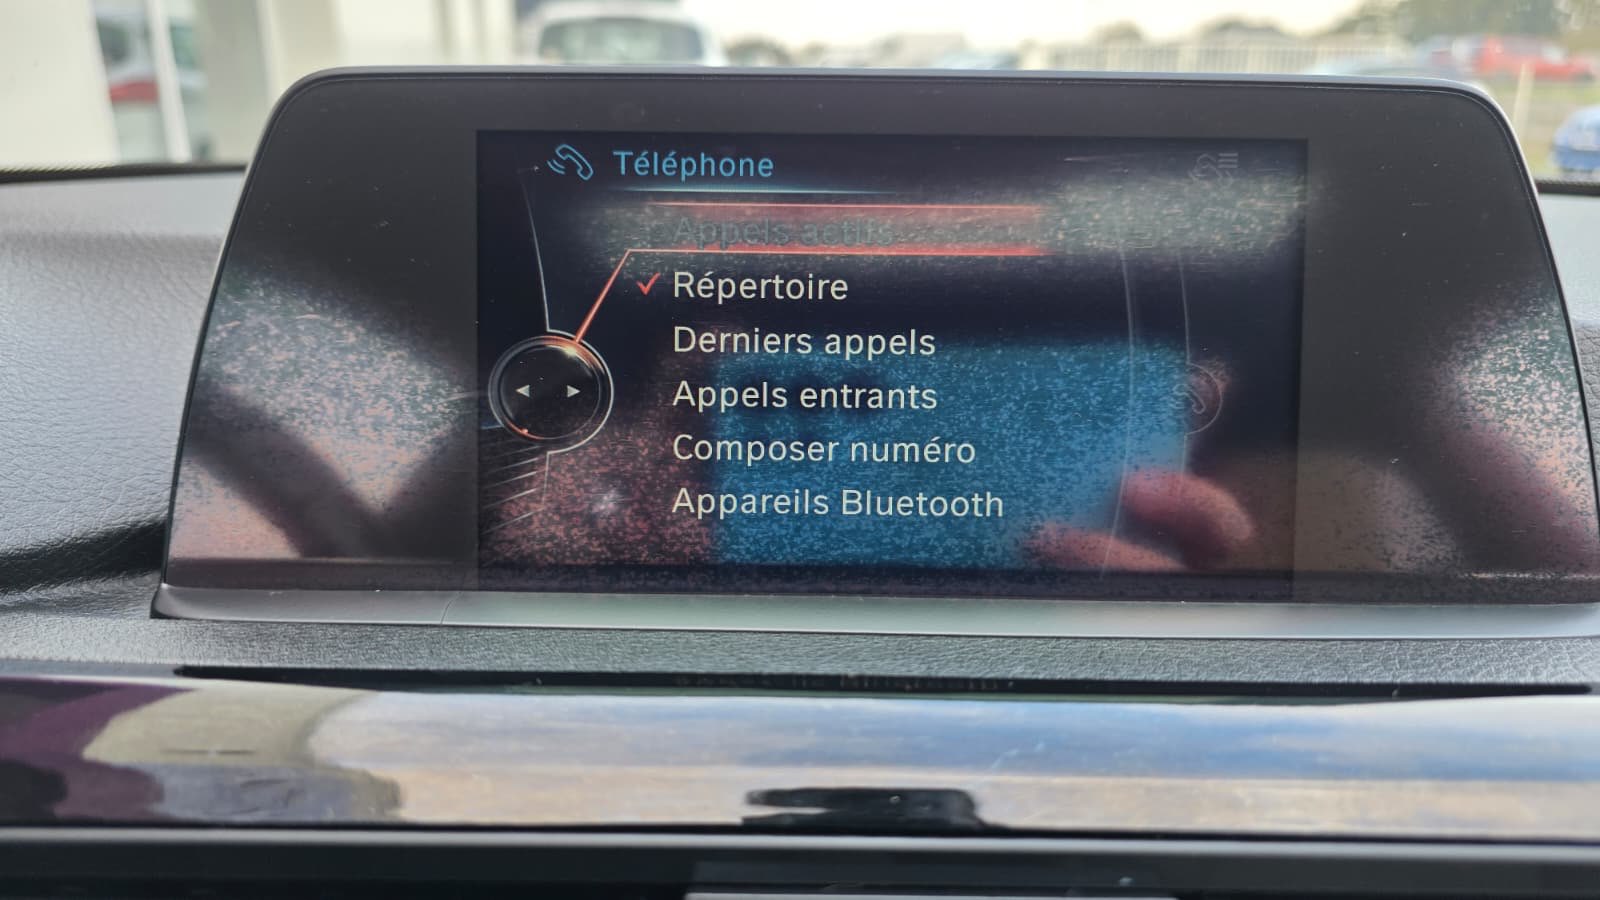 Téléphone
Appels actifs
Répertoire
Derniers appels
Appels entrants
Composer numéro
Appareils Bluetooth